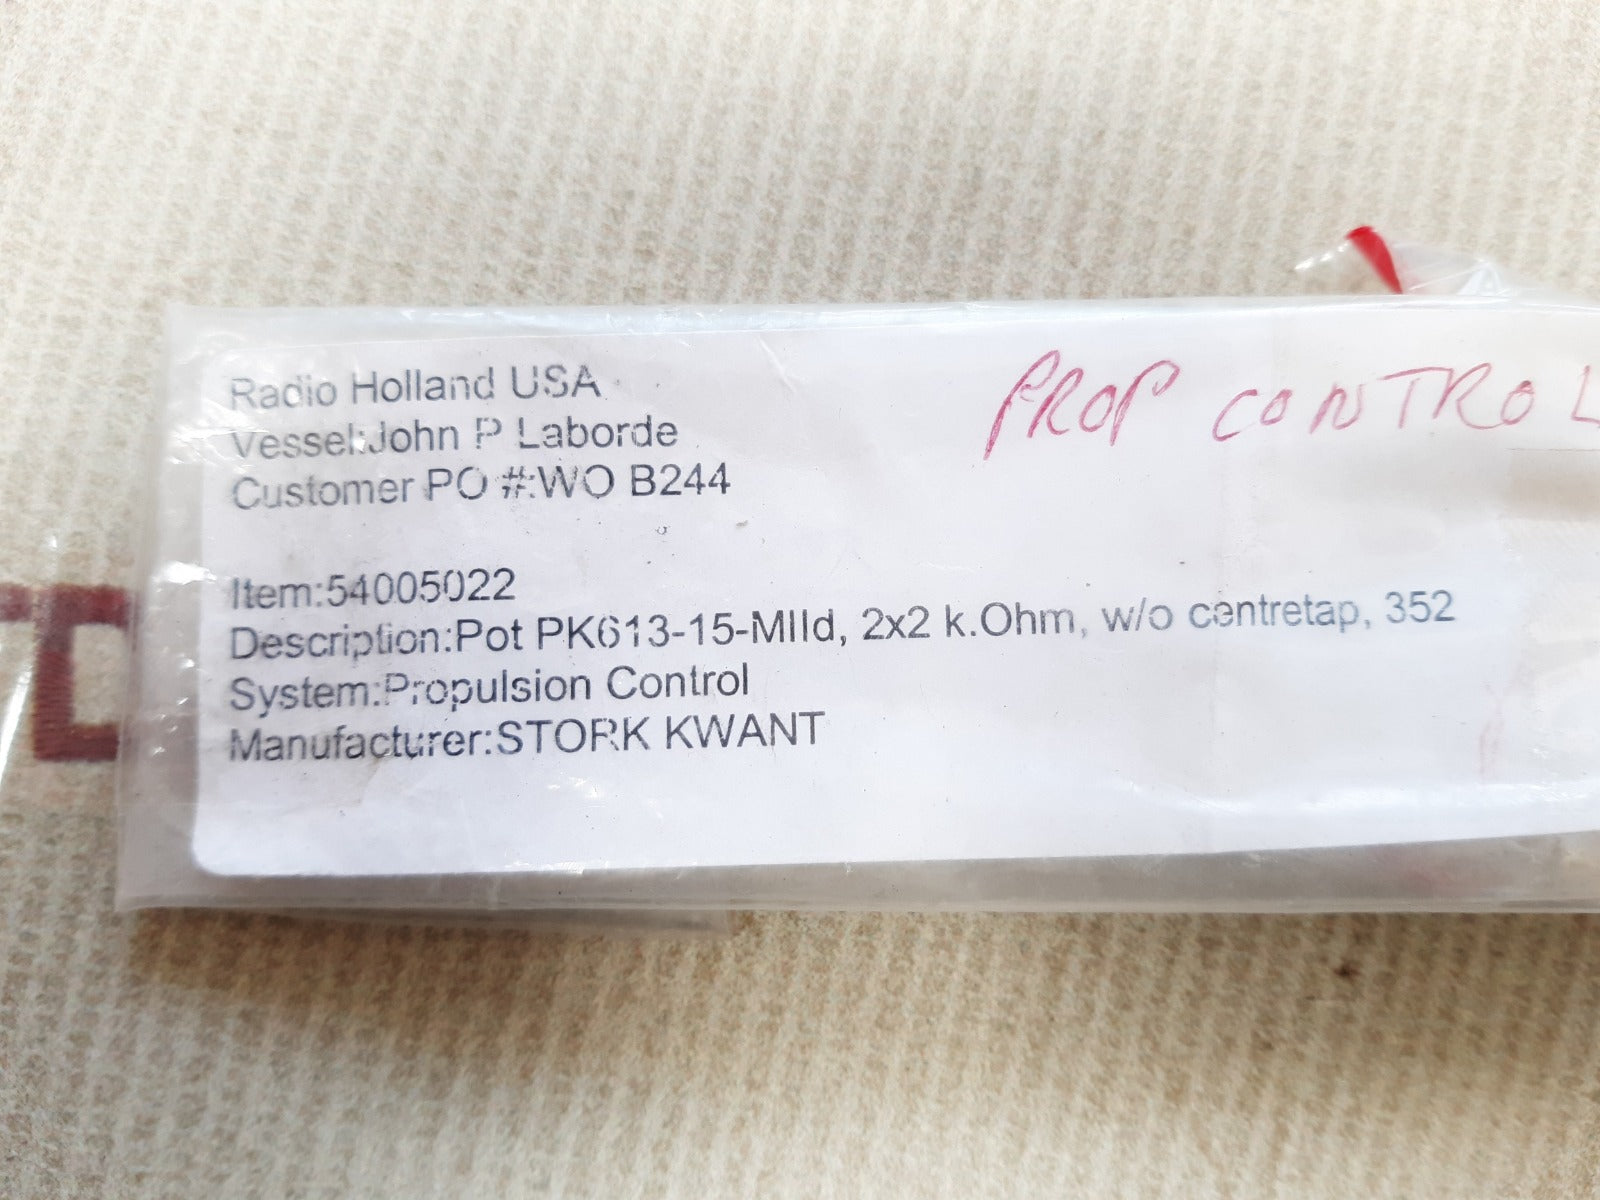 Radio Holland USA
Vessel:John P Laborde
Customer PO #:WO B244
PROP CONTROL
Item:54005022
Description:Pot PK613-15-MIId, 2x2 k.Ohm, w/o centretap, 352
System:Propulsion Control
Manufacturer:STORK KWANT